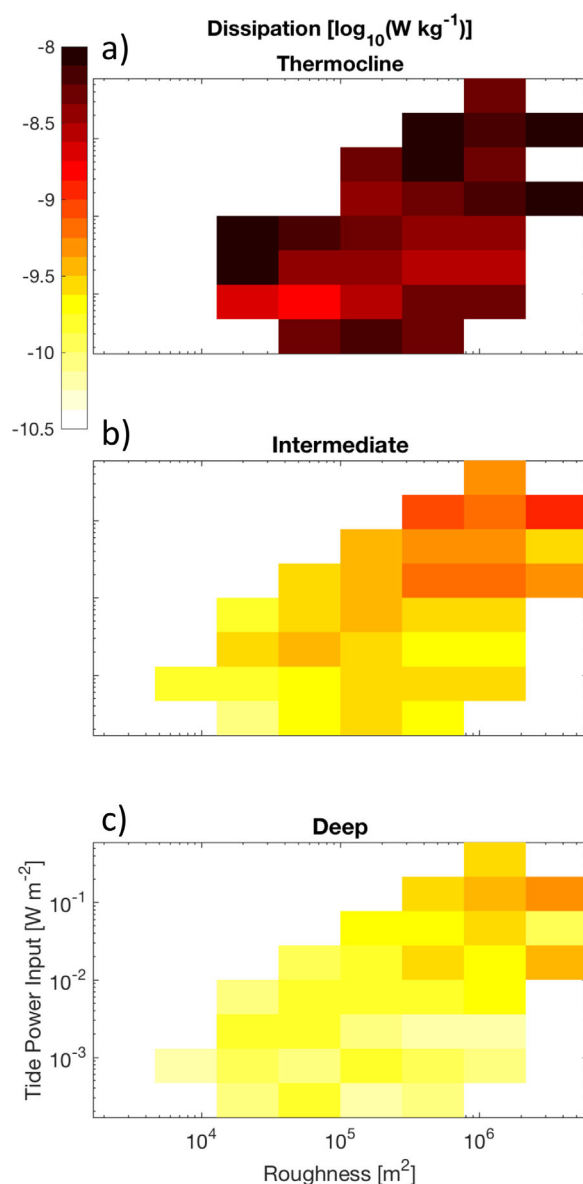 Dissipation [log10(W kg-1)]
a)
Thermocline
-8
-8.5
-9
-9.5
-10
-10.5
b)
Intermediate
c)
Deep
Tide Power Input [W m-2]
10-1
10-2
10-3
104
105
106
Roughness [m2]